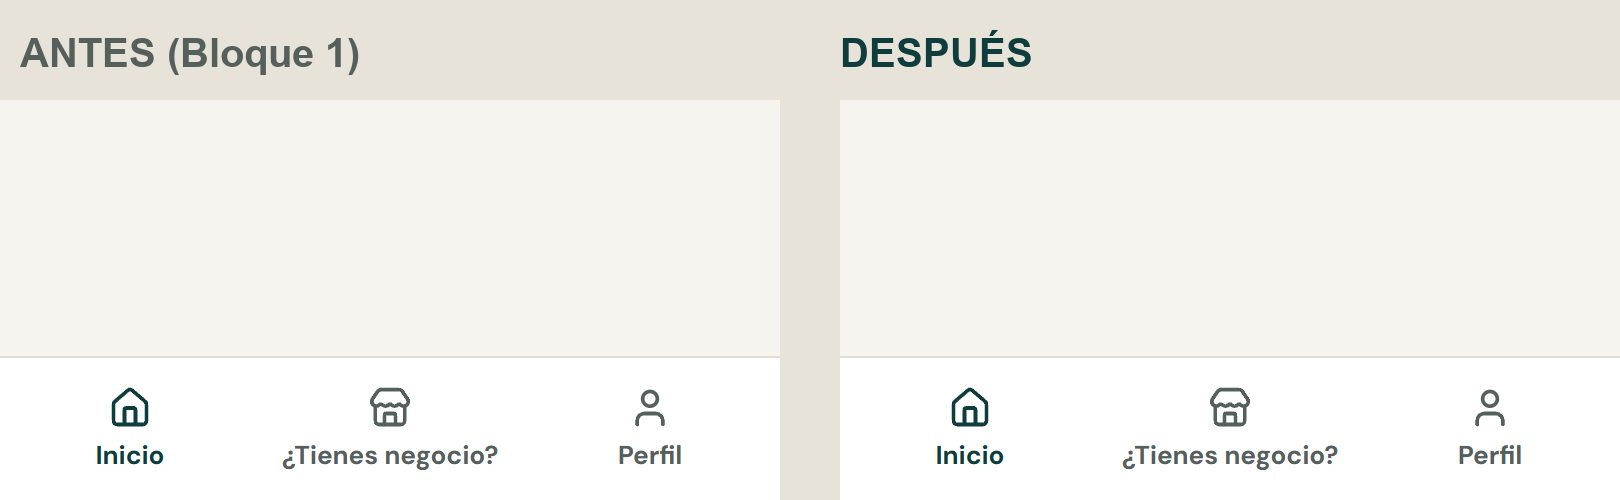 ANTES (Bloque 1)
DESPUÉS
Inicio
¿Tienes negocio?
Perfil
Inicio
¿Tienes negocio?
Perfil